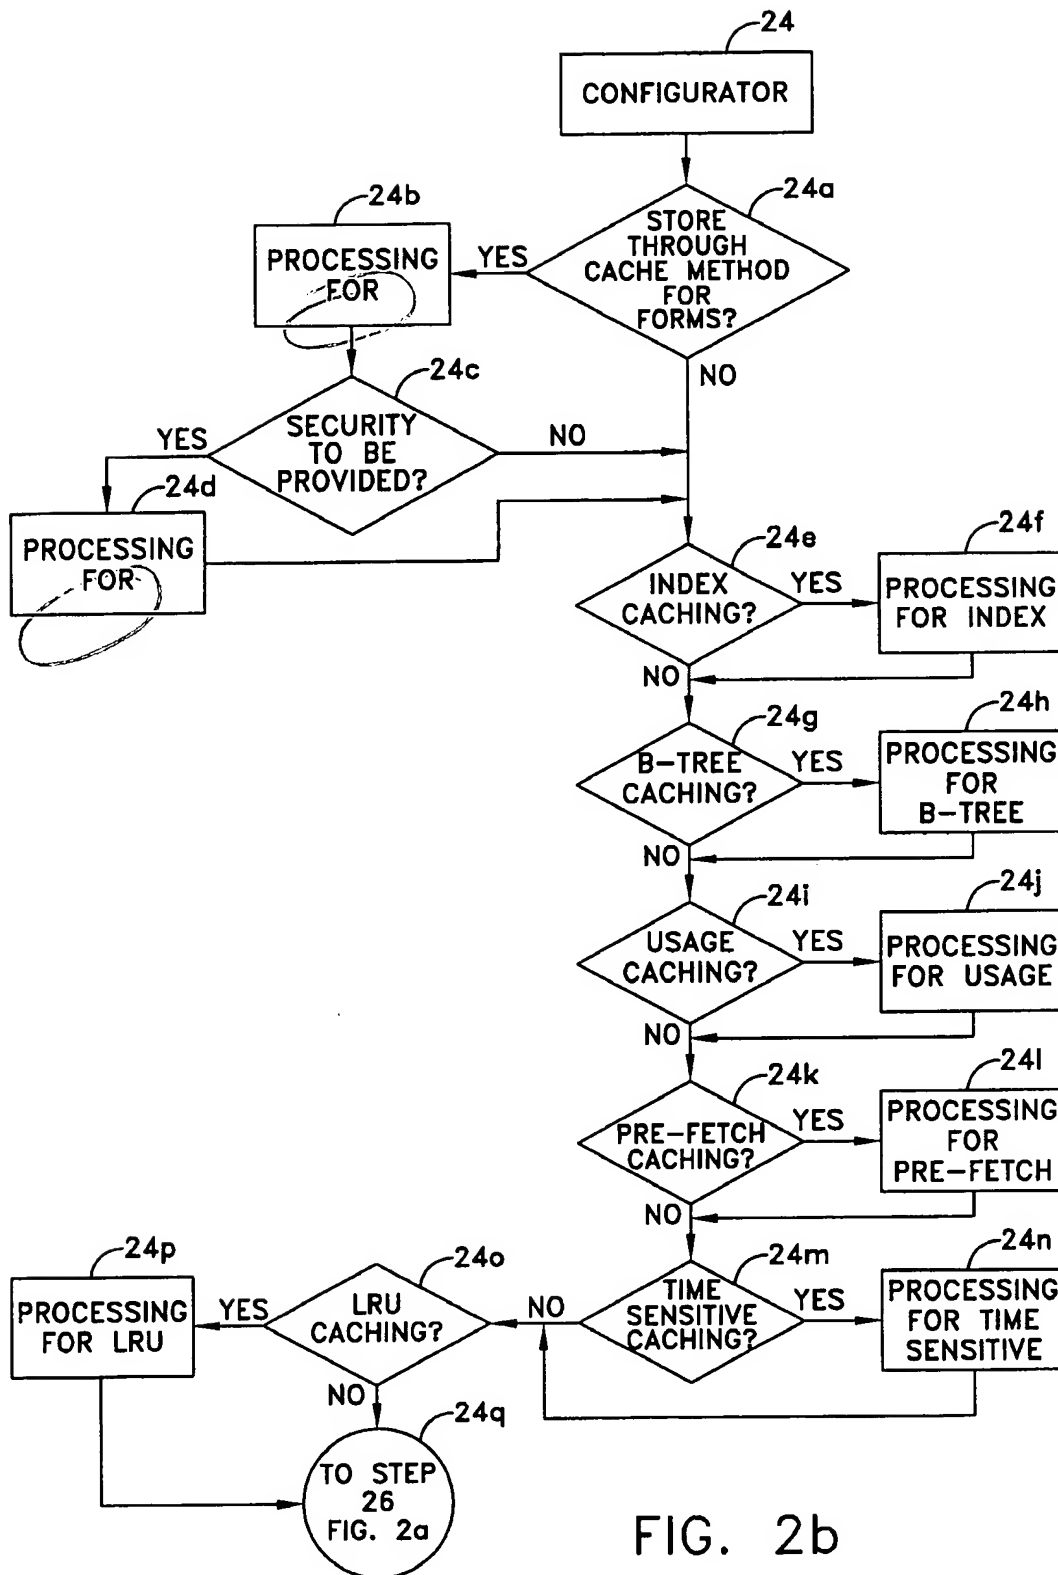 24
CONFIGURATOR
24a
STORE
THROUGH
CACHE METHOD
FOR
FORMS?
YES
NO
24b
PROCESSING
FOR
24c
SECURITY
TO BE
PROVIDED?
YES
NO
24d
PROCESSING
FOR
24e
INDEX
CACHING?
YES
NO
24f
PROCESSING
FOR INDEX
24g
B-TREE
CACHING?
YES
NO
24h
PROCESSING
FOR
B-TREE
24i
USAGE
CACHING?
YES
NO
24j
PROCESSING
FOR USAGE
24k
PRE-FETCH
CACHING?
YES
NO
24l
PROCESSING
FOR
PRE-FETCH
24m
TIME
SENSITIVE
CACHING?
YES
NO
24n
PROCESSING
FOR TIME
SENSITIVE
24o
LRU
CACHING?
YES
NO
24p
PROCESSING
FOR LRU
24q
TO STEP
26
FIG. 2a
FIG. 2b